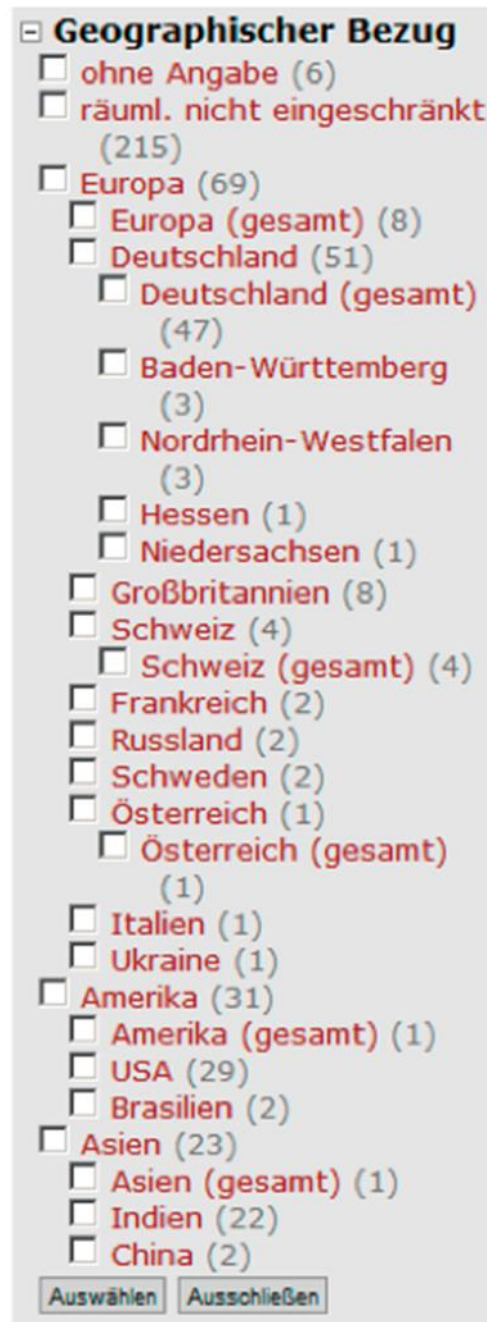 Geographischer Bezug
ohne Angabe (6)
räuml. nicht eingeschränkt
(215)
Europa (69)
Europa (gesamt) (8)
Deutschland (51)
Deutschland (gesamt)
(47)
Baden-Württemberg
(3)
Nordrhein-Westfalen
(3)
Hessen (1)
Niedersachsen (1)
Großbritannien (8)
Schweiz (4)
Schweiz (gesamt) (4)
Frankreich (2)
Russland (2)
Schweden (2)
Österreich (1)
Österreich (gesamt)
(1)
Italien (1)
Ukraine (1)
Amerika (31)
Amerika (gesamt) (1)
USA (29)
Brasilien (2)
Asien (23)
Asien (gesamt) (1)
Indien (22)
China (2)
Auswählen Ausschließen